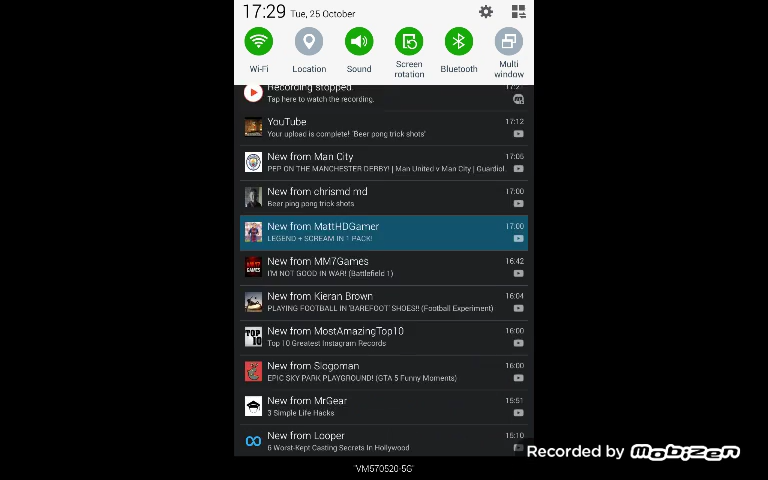 17:29 Tue, 25 October
Wi-Fi
Location
Sound
Screen rotation
Bluetooth
Multi window
Recording stopped. 17:21
Tap here to watch the recording.
YouTube 17:12
Your upload is complete! 'Beer pong trick shots'
New from Man City 17:05
PEP ON THE MANCHESTER DERBY! | Man United v Man City | Guardiol..
New from chrismd md 17:00
Beer ping pong trick shots
New from MattHDGamer 17:00
LEGEND + SCREAM IN 1 PACK!
New from MM7Games 16:42
I'M NOT GOOD IN WAR! (Battlefield 1)
New from Kieran Brown 16:04
PLAYING FOOTBALL IN 'BAREFOOT' SHOES!! (Football Experiment)
New from MostAmazingTop10 16:00
Top 10 Greatest Instagram Records
New from Slogoman 16:00
EPIC SKY PARK PLAYGROUND! (GTA 5 Funny Moments)
New from MrGear 15:51
3 Simple Life Hacks
New from Looper 15:10
6 Worst-Kept Casting Secrets In Hollywood
Recorded by Mobizen
"VM570520-5G"